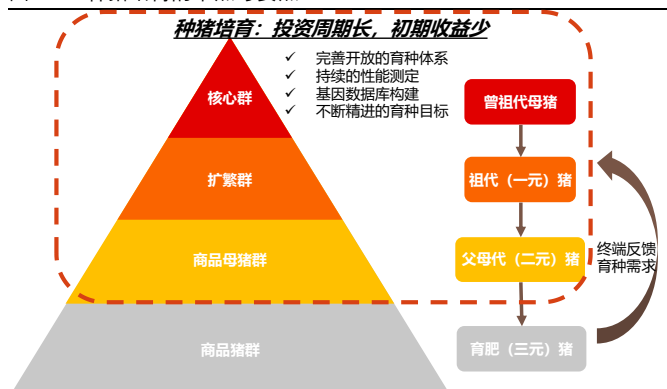 种猪培育：投资周期长，初期收益少
✓ 完善开放的育种体系
✓ 持续的性能测定
✓ 基因数据库构建
✓ 不断精进的育种目标
核心群
曾祖代母猪
扩繁群
祖代（一元）猪
商品母猪群
父母代（二元）猪
终端反馈
育种需求
商品猪群
育肥（三元）猪